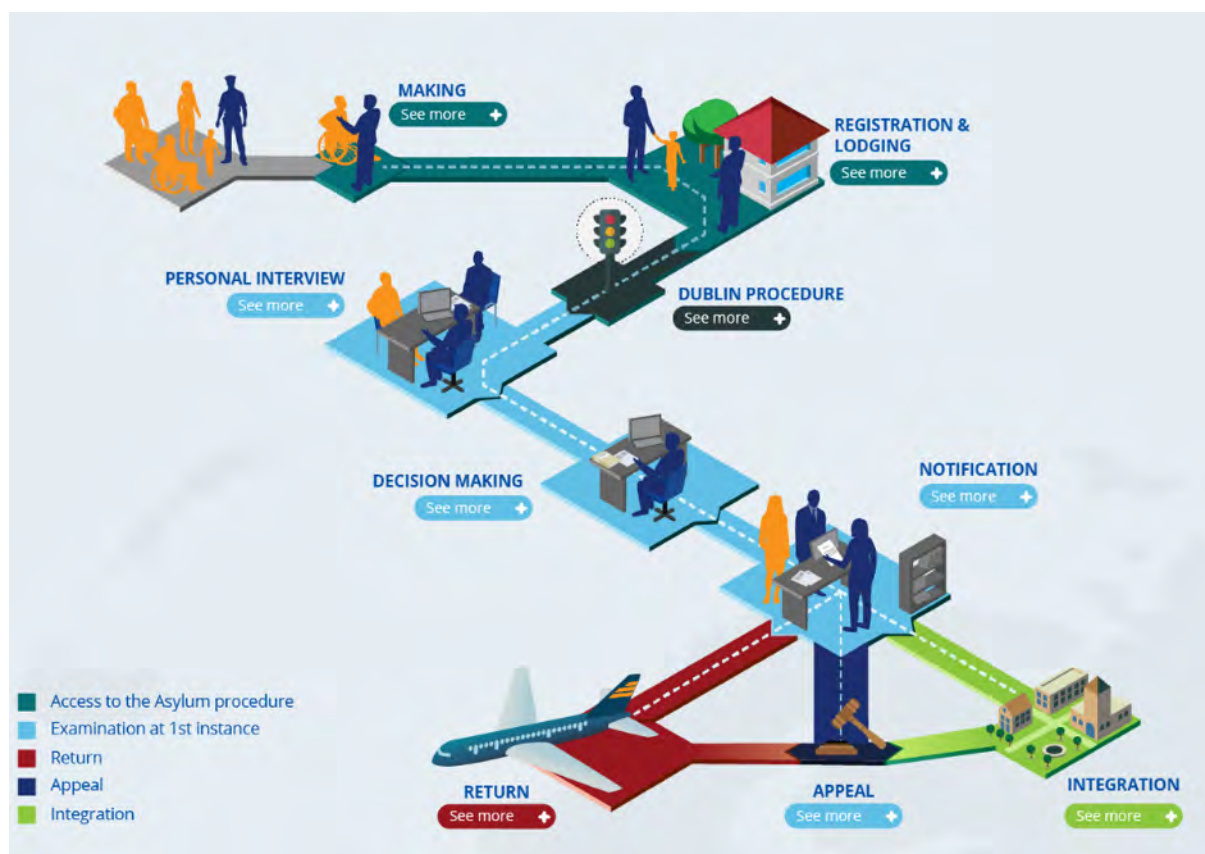 MAKING
See more +
REGISTRATION &
LODGING
See more +
PERSONAL INTERVIEW
See more +
DUBLIN PROCEDURE
See more +
DECISION MAKING
See more +
NOTIFICATION
See more +
Access to the Asylum procedure
Examination at 1st instance
Return
Appeal
Integration
RETURN
See more +
APPEAL
See more +
INTEGRATION
See more +